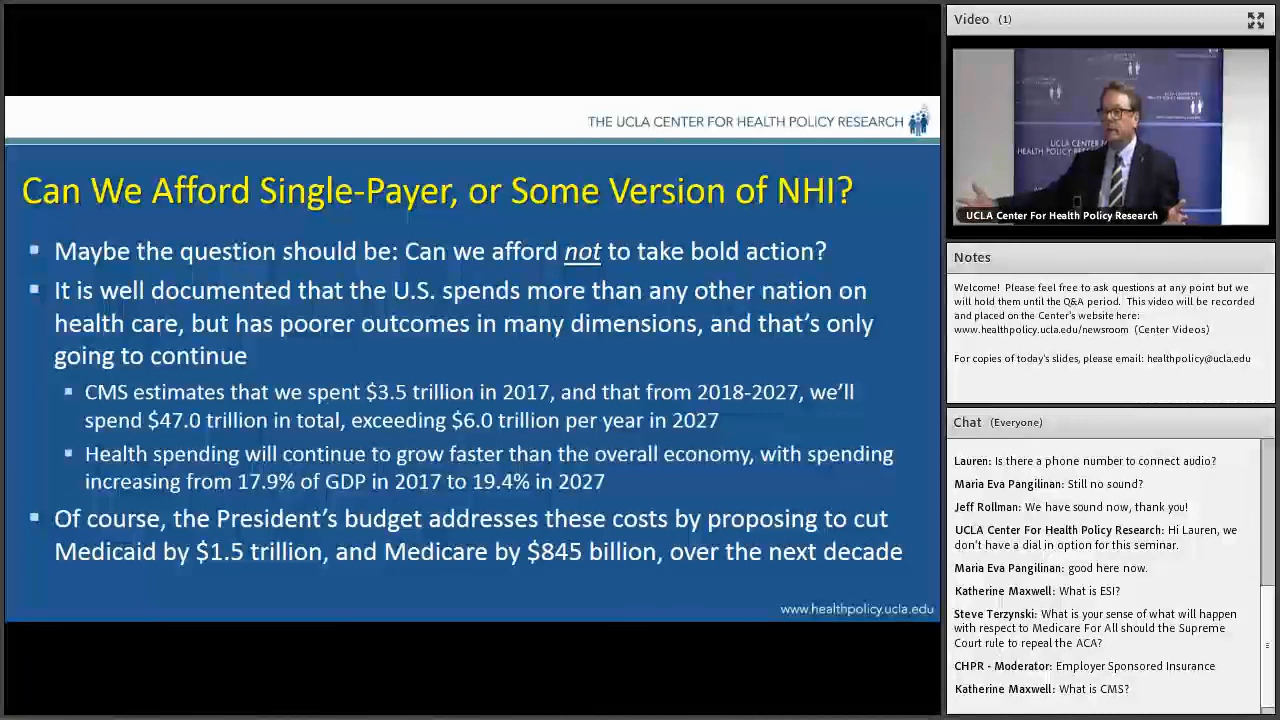 THE UCLA CENTER FOR HEALTH POLICY RESEARCH
Can We Afford Single-Payer, or Some Version of NHI?
Maybe the question should be: Can we afford not to take bold action?
It is well documented that the U.S. spends more than any other nation on
health care, but has poorer outcomes in many dimensions, and that’s only
going to continue
CMS estimates that we spent $3.5 trillion in 2017, and that from 2018-2027, we’ll
spend $47.0 trillion in total, exceeding $6.0 trillion per year in 2027
Health spending will continue to grow faster than the overall economy, with spending
increasing from 17.9% of GDP in 2017 to 19.4% in 2027
Of course, the President’s budget addresses these costs by proposing to cut
Medicaid by $1.5 trillion, and Medicare by $845 billion, over the next decade
www.healthpolicy.ucla.edu
Video (1)
UCLA CENTER FOR
HEALTH POLICY RESEARCH
UCLA Center For Health Policy Research
Notes
Welcome! Please feel free to ask questions at any point but we
will hold them until the Q&A period. This video will be recorded
and placed on the Center's website here:
www.healthpolicy.ucla.edu/newsroom (Center Videos)
For copies of today's slides, please email: healthpolicy@ucla.edu
Chat (Everyone)
Lauren: Is there a phone number to connect audio?
Maria Eva Pangilinan: Still no sound?
Jeff Rollman: We have sound now, thank you!
UCLA Center For Health Policy Research: Hi Lauren, we
don't have a dial in option for this seminar.
Maria Eva Pangilinan: good here now.
Katherine Maxwell: What is ESI?
Steve Terzynski: What is your sense of what will happen
with respect to Medicare For All should the Supreme
Court rule to repeal the ACA?
CHPR - Moderator: Employer Sponsored Insurance
Katherine Maxwell: What is CMS?